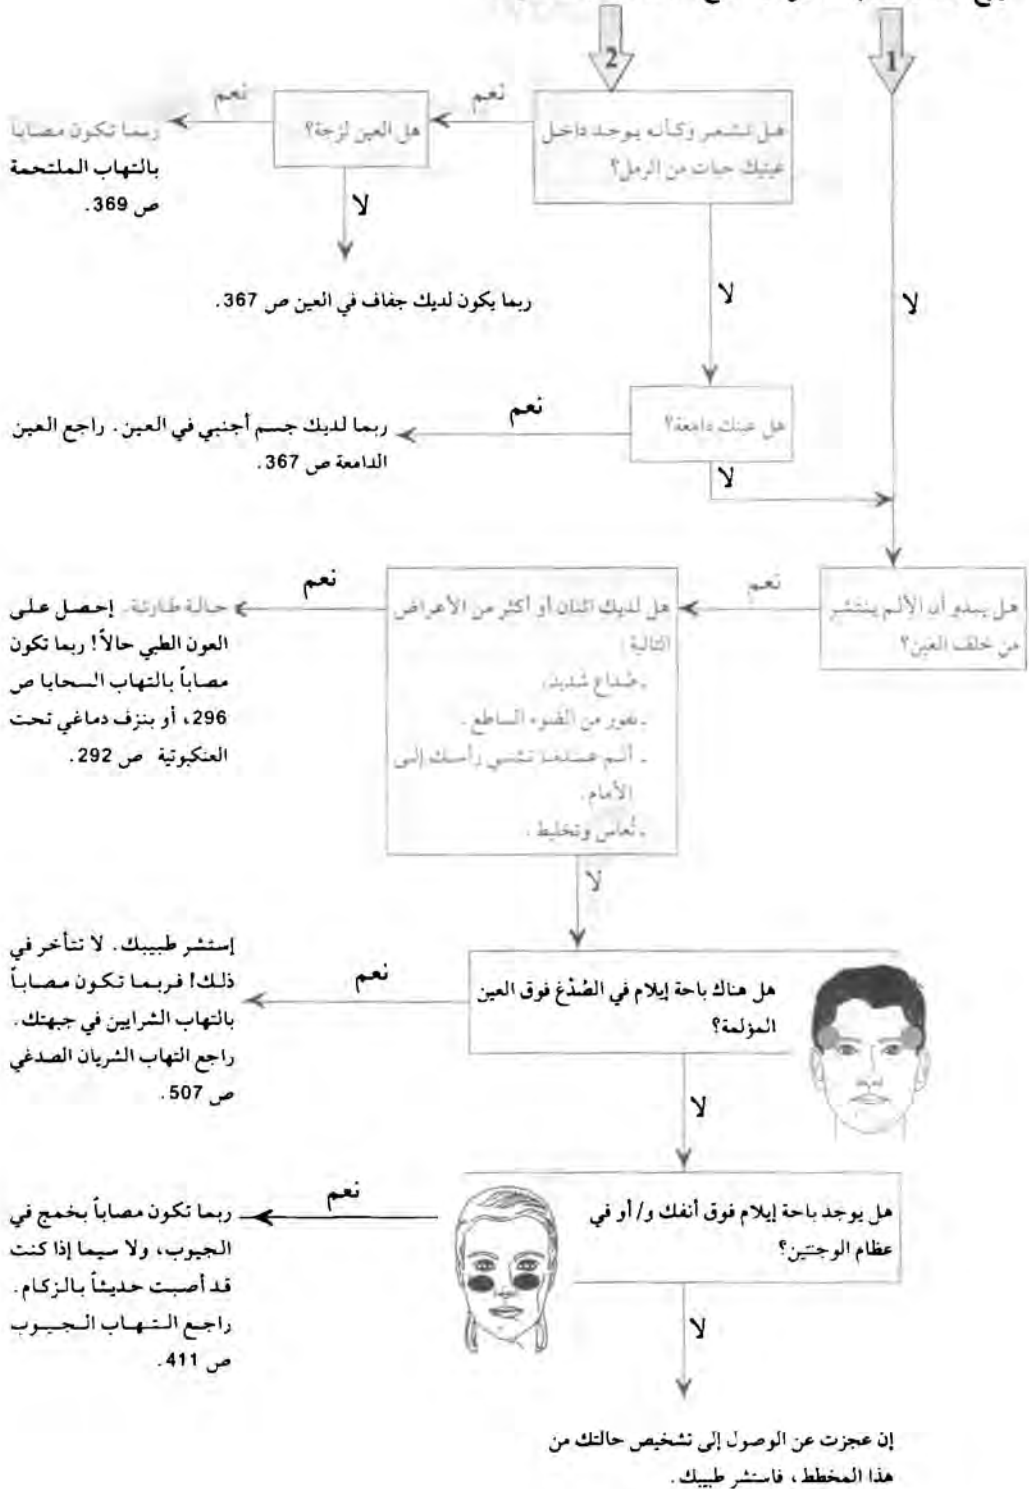 2
1
هل تشعر وكأنه يوجد داخل
عينيك حبات من الرمل؟
نعم
هل العين لزجة؟
نعم
ربما تكون مصاباً
بالتهاب الملتحمة
ص 369.
لا
ربما يكون لديك جفاف في العين ص 367.
لا
لا
هل عينك دامعة؟
نعم
ربما لديك جسم أجنبي في العين. راجع العين
الدامعة ص 367.
لا
هل يبدو أن الألم ينتشر
من خلف العين؟
نعم
هل لديك اثنان أو أكثر من الأعراض
التالية:
ـ صُداع شديد.
ـ نفور من الضوء الساطع.
ـ ألم عندما تثني رأسك إلى
الأمام.
ـ نُعاس وتخليط.
نعم
حالة طارئة. إحصل على
العون الطبي حالاً! ربما تكون
مصاباً بالتهاب السحايا ص
296، أو بنزف دماغي تحت
العنكبوتية ص 292.
لا
هل هناك باحة إيلام في الصُدْغ فوق العين
المؤلمة؟
نعم
إستشر طبيبك. لا تتأخر في
ذلك! فربما تكون مصاباً
بالتهاب الشرايين في جبهتك.
راجع التهاب الشريان الصدغي
ص 507.
لا
هل يوجد باحة إيلام فوق أنفك و/ أو في
عظام الوجنتين؟
نعم
ربما تكون مصاباً بخمج في
الجيوب، ولا سيما إذا كنت
قد أصبت حديثاً بالزكام.
راجع التهاب الجيوب
ص 411.
لا
إن عجزت عن الوصول إلى تشخيص حالتك من
هذا المخطط، فاستشر طبيبك.